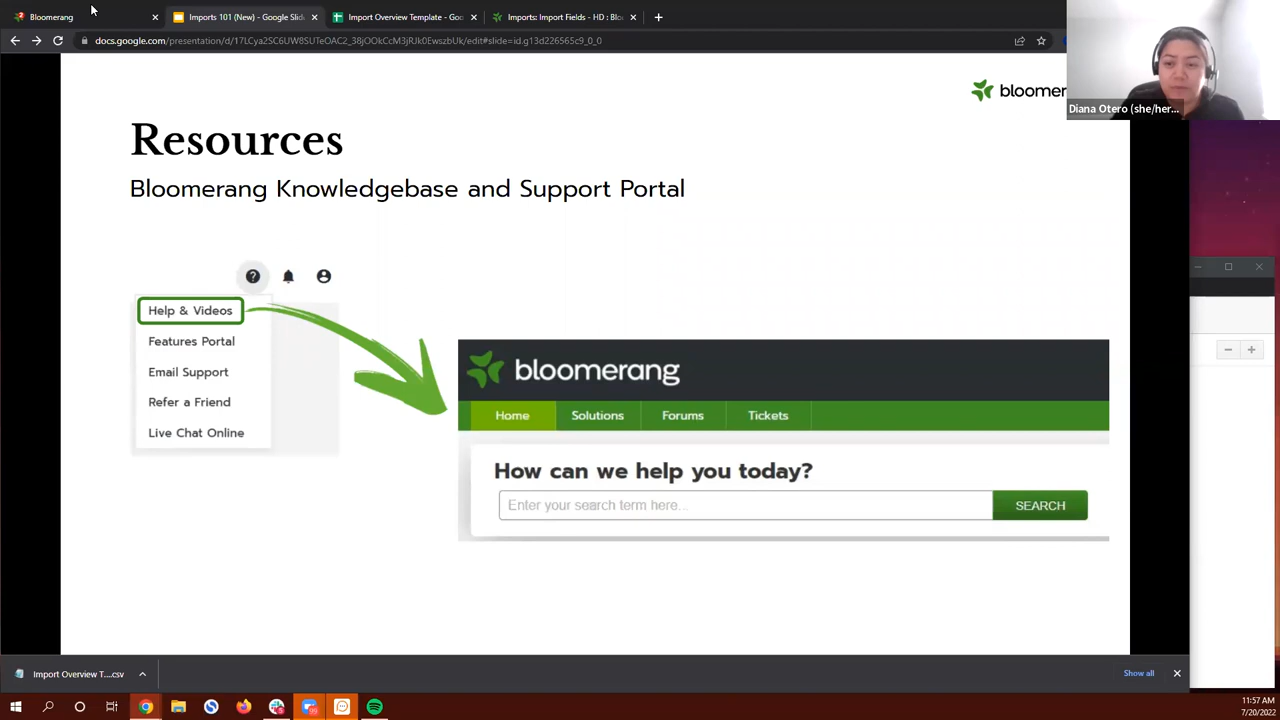 Bloomerang
Imports 101 (New) - Google Slid
Import Overview Template - Goo
Imports: Import Fields - HD : Blo
docs.google.com/presentation/d/17LCya2SC6UW8SUTeOAC2_38jOOkCcM3jRJk0EwszbUk/edit#slide=id.g13d226565c9_0_0
bloomer
Diana Otero (she/her...
Resources
Bloomerang Knowledgebase and Support Portal
Help & Videos
Features Portal
Email Support
Refer a Friend
Live Chat Online
bloomerang
Home
Solutions
Forums
Tickets
How can we help you today?
Enter your search term here...
SEARCH
Import Overview T....csv
Show all
11:57 AM
7/20/2022